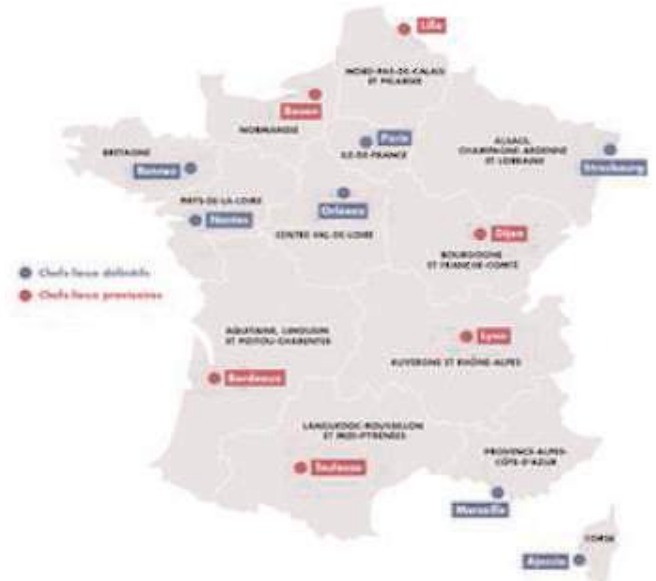 Lille
NORD-PAS-DE-CALAIS
ET PICARDIE
Rouen
NORMANDIE
Paris
ILE-DE-FRANCE
ALSACE,
CHAMPAGNE-ARDENNE
ET LORRAINE
Strasbourg
BRETAGNE
Rennes
PAYS-DE-LA-LOIRE
Nantes
Orléans
CENTRE VAL-DE-LOIRE
Dijon
BOURGOGNE
ET FRANCHE-COMTÉ
Chefs-lieux définitifs
Chefs-lieux provisoires
AQUITAINE, LIMOUSIN
ET POITOU-CHARENTES
Lyon
AUVERGNE ET RHÔNE-ALPES
Bordeaux
LANGUEDOC-ROUSSILLON
ET MIDI-PYRÉNÉES
Toulouse
PROVENCE-ALPES-
CÔTE-D'AZUR
Marseille
CORSE
Ajaccio